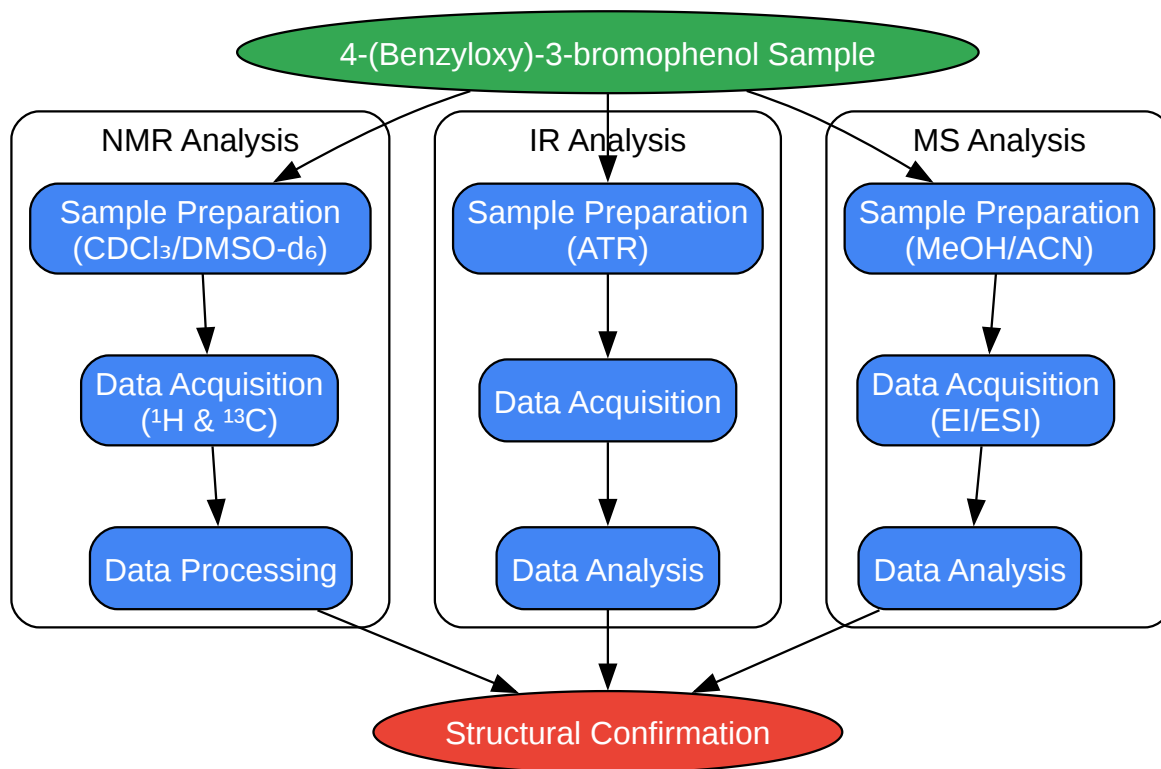 4-(Benzyloxy)-3-bromophenol Sample
NMR Analysis
Sample Preparation
(CDCl₃/DMSO-d₆)
Data Acquisition
(¹H & ¹³C)
Data Processing
IR Analysis
Sample Preparation
(ATR)
Data Acquisition
Data Analysis
MS Analysis
Sample Preparation
(MeOH/ACN)
Data Acquisition
(EI/ESI)
Data Analysis
Structural Confirmation